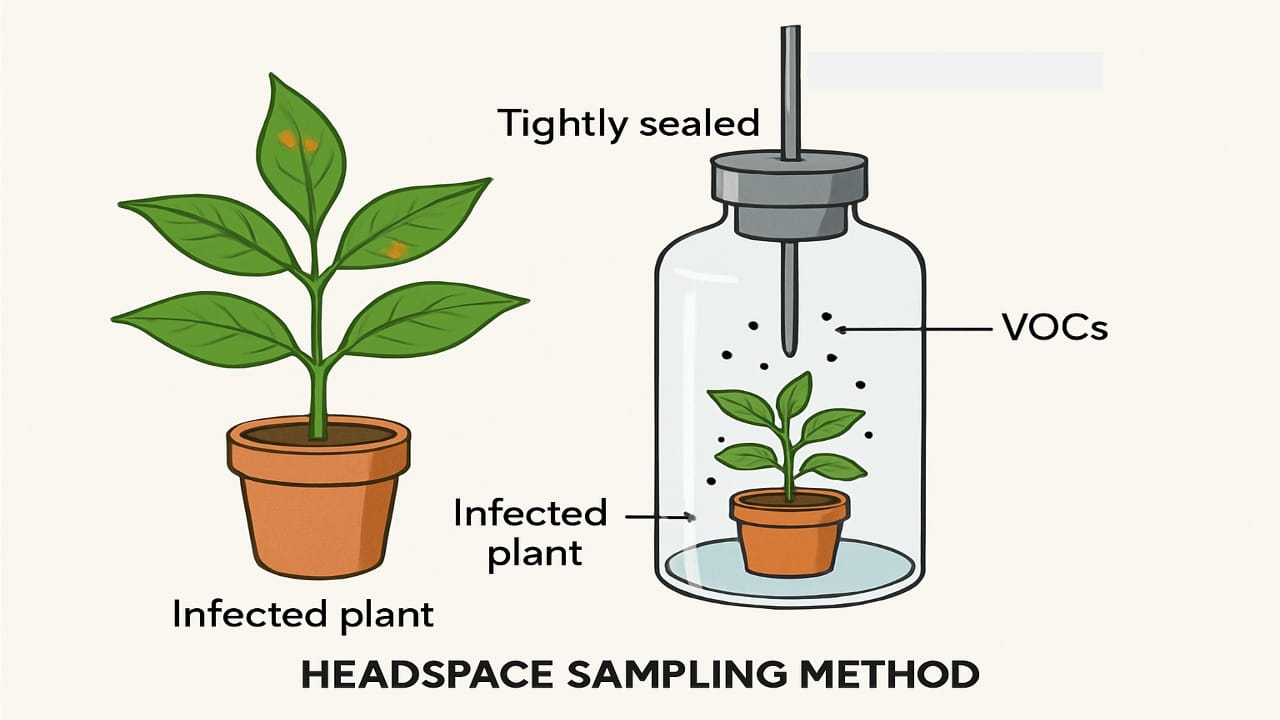 Tightly sealed
VOCs
Infected
plant
Infected plant
HEADSPACE SAMPLING METHOD